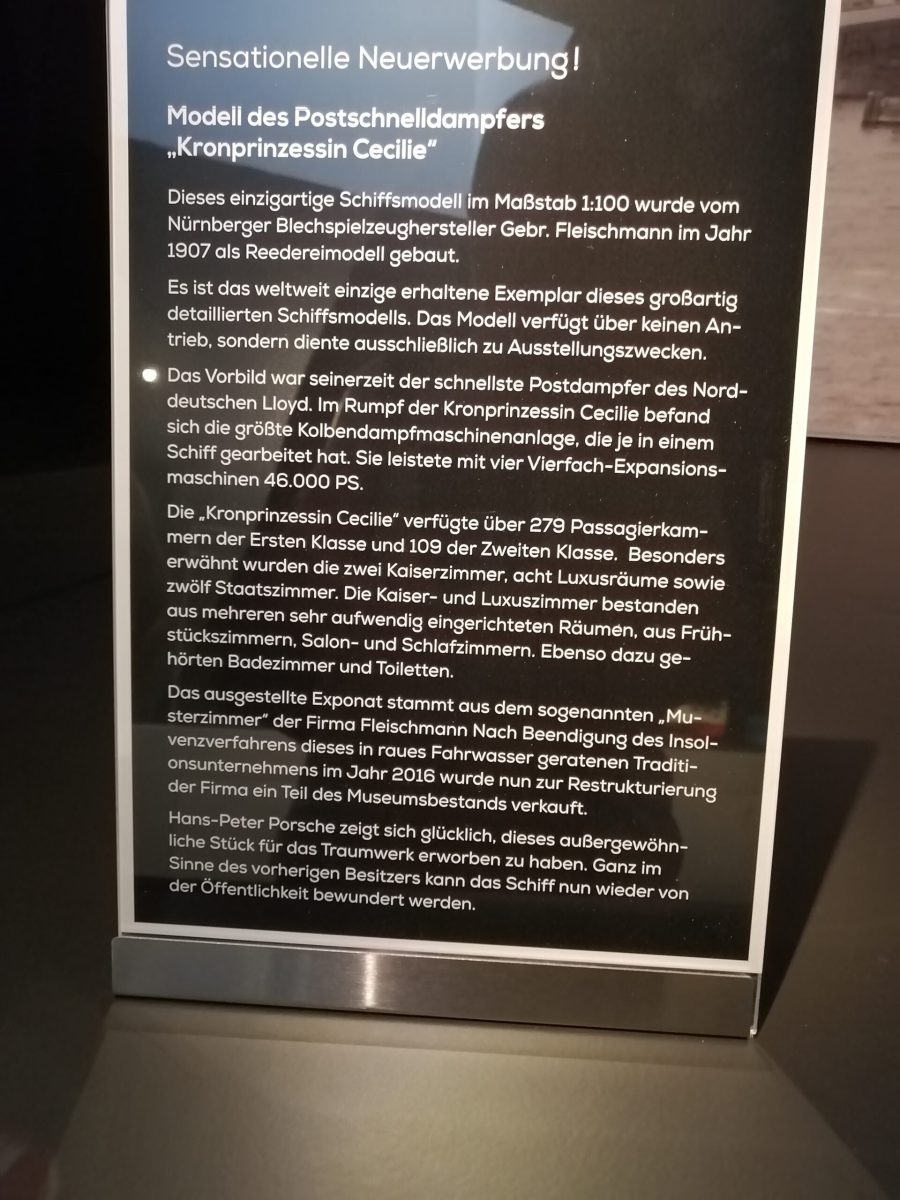 Sensationelle Neuerwerbung!
Modell des Postschnelldampfers
„Kronprinzessin Cecilie“
Dieses einzigartige Schiffsmodell im Maßstab 1:100 wurde vom
Nürnberger Blechspielzeughersteller Gebr. Fleischmann im Jahr
1907 als Reedereimodell gebaut.
Es ist das weltweit einzige erhaltene Exemplar dieses großartig
detaillierten Schiffsmodells. Das Modell verfügt über keinen An-
trieb, sondern diente ausschließlich zu Ausstellungszwecken.
Das Vorbild war seinerzeit der schnellste Postdampfer des Nord-
deutschen Lloyd. Im Rumpf der Kronprinzessin Cecilie befand
sich die größte Kolbendampfmaschinenanlage, die je in einem
Schiff gearbeitet hat. Sie leistete mit vier Vierfach-Expansions-
maschinen 46.000 PS.
Die „Kronprinzessin Cecilie“ verfügte über 279 Passagierkam-
mern der Ersten Klasse und 109 der Zweiten Klasse. Besonders
erwähnt wurden die zwei Kaiserzimmer, acht Luxusräume sowie
zwölf Staatszimmer. Die Kaiser- und Luxuszimmer bestanden
aus mehreren sehr aufwendig eingerichteten Räumen, aus Früh-
stückszimmern, Salon- und Schlafzimmern. Ebenso dazu ge-
hörten Badezimmer und Toiletten.
Das ausgestellte Exponat stammt aus dem sogenannten „Mu-
sterzimmer“ der Firma Fleischmann Nach Beendigung des Insol-
venzverfahrens dieses in raues Fahrwasser geratenen Traditi-
onsunternehmens im Jahr 2016 wurde nun zur Restrukturierung
der Firma ein Teil des Museumsbestands verkauft.
Hans-Peter Porsche zeigt sich glücklich, dieses außergewöhn-
liche Stück für das Traumwerk erworben zu haben. Ganz im
Sinne des vorherigen Besitzers kann das Schiff nun wieder von
der Öffentlichkeit bewundert werden.